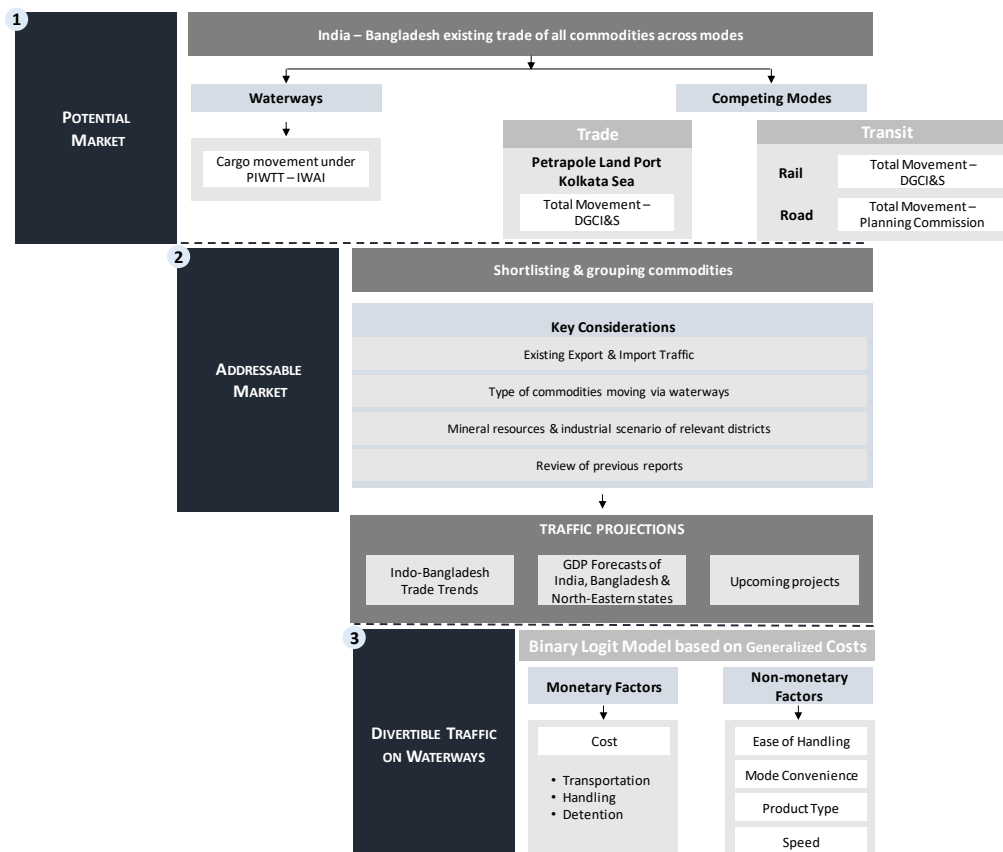 1
India – Bangladesh existing trade of all commodities across modes
POTENTIAL
MARKET
Waterways
Competing Modes
Cargo movement under
PIWTT – IWAI
Trade
Petrapole Land Port
Kolkata Sea
Total Movement –
DGCI&S
Transit
Rail
Total Movement –
DGCI&S
Road
Total Movement –
Planning Commission
2
ADDRESSABLE
MARKET
Shortlisting & grouping commodities
Key Considerations
Existing Export & Import Traffic
Type of commodities moving via waterways
Mineral resources & industrial scenario of relevant districts
Review of previous reports
TRAFFIC PROJECTIONS
Indo-Bangladesh
Trade Trends
GDP Forecasts of
India, Bangladesh &
North-Eastern states
Upcoming projects
3
DIVERTIBLE TRAFFIC
ON WATERWAYS
Binary Logit Model based on Generalized Costs
Monetary Factors
Cost
• Transportation
• Handling
• Detention
Non-monetary
Factors
Ease of Handling
Mode Convenience
Product Type
Speed